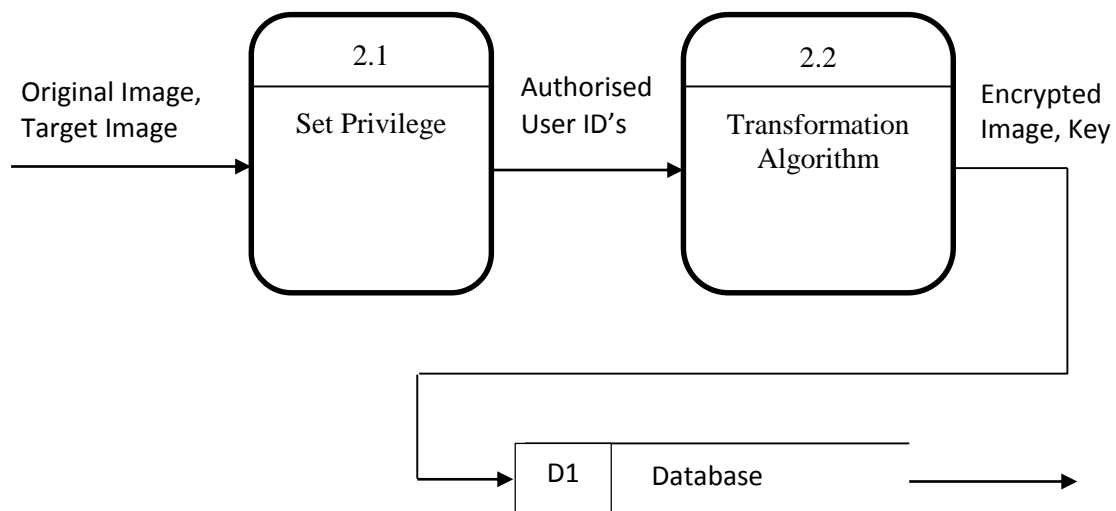 Original Image,
Target Image
2.1
Set Privilege
Authorised
User ID’s
2.2
Transformation
Algorithm
Encrypted
Image, Key
D1
Database